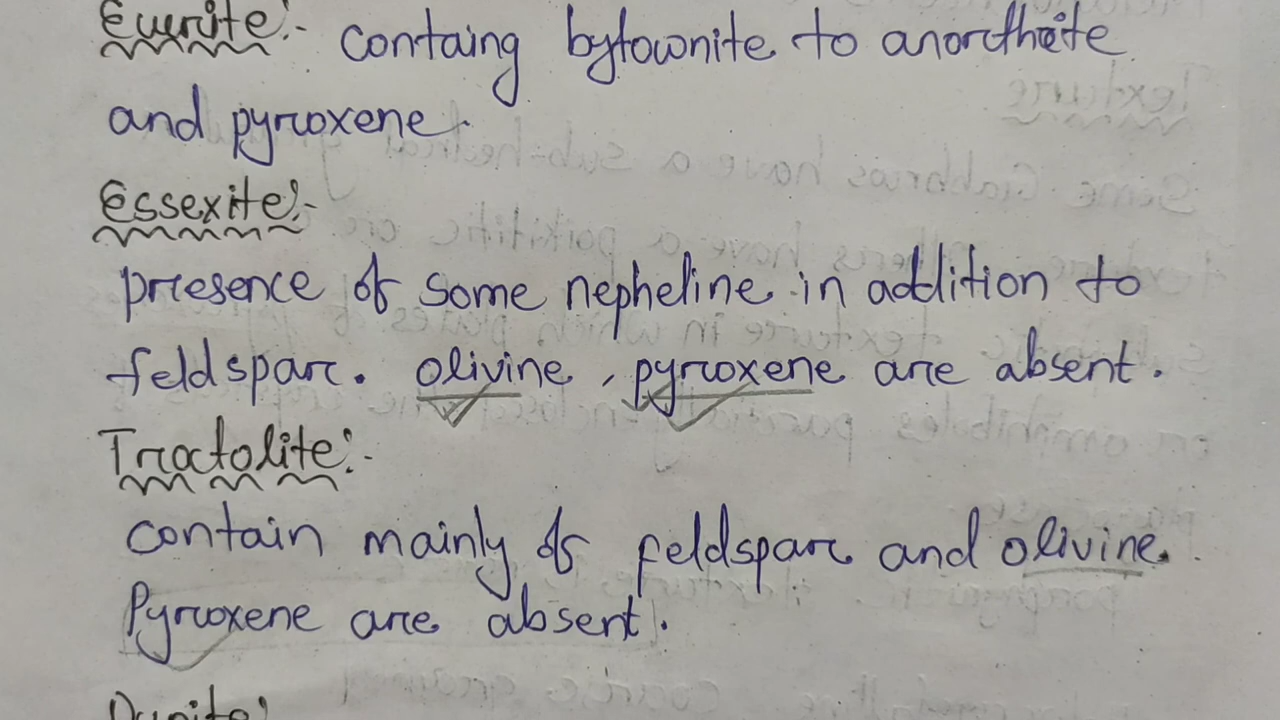 Eucrite:-  containg bytownite to anorthite
and pyroxene.
Essexite:-
presence of some nepheline in addition to
feldspar. olivine, pyroxene are absent.
Troctolite:-
contain mainly of feldspar and olivine.
Pyroxene are absent.
Dunite: